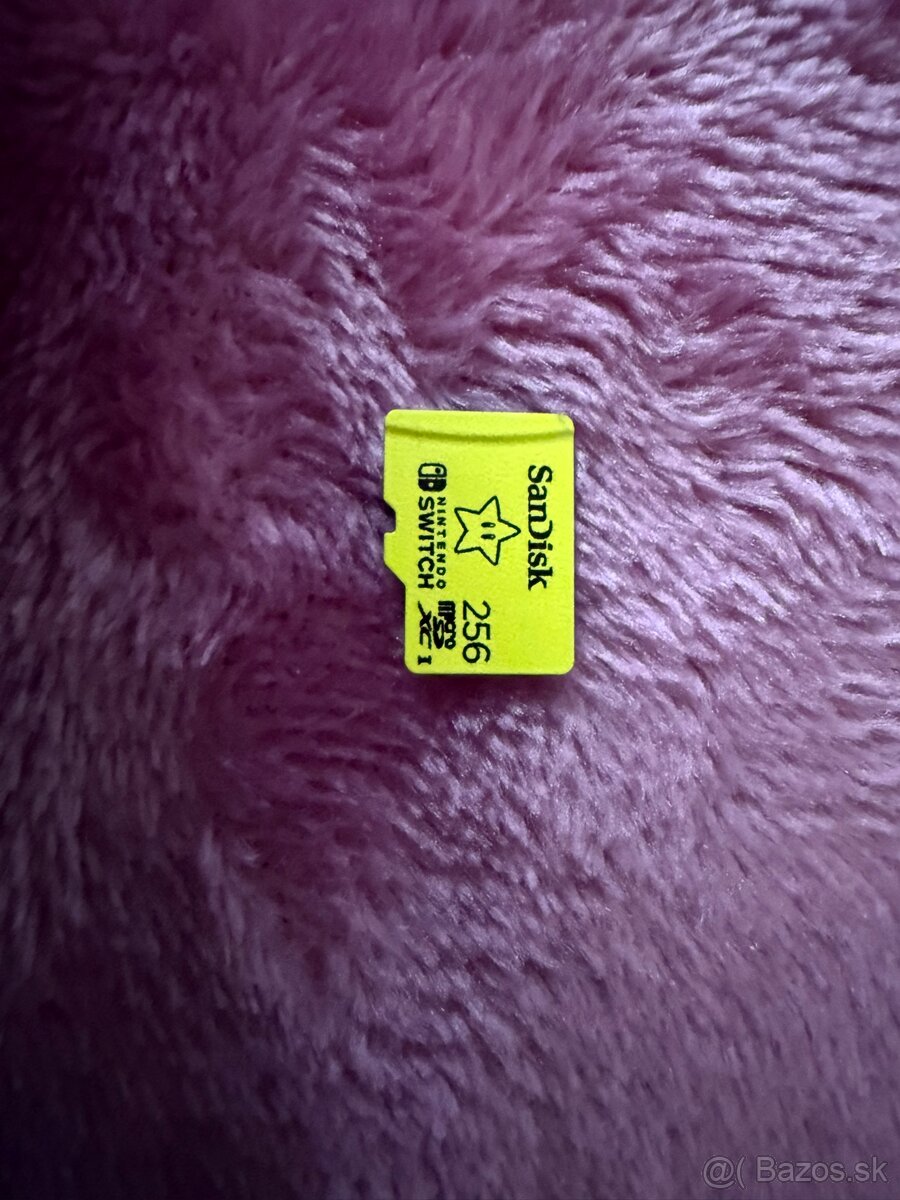 SanDisk
256
NINTENDO
SWITCH
micro
SD
XC I
@( Bazos.sk